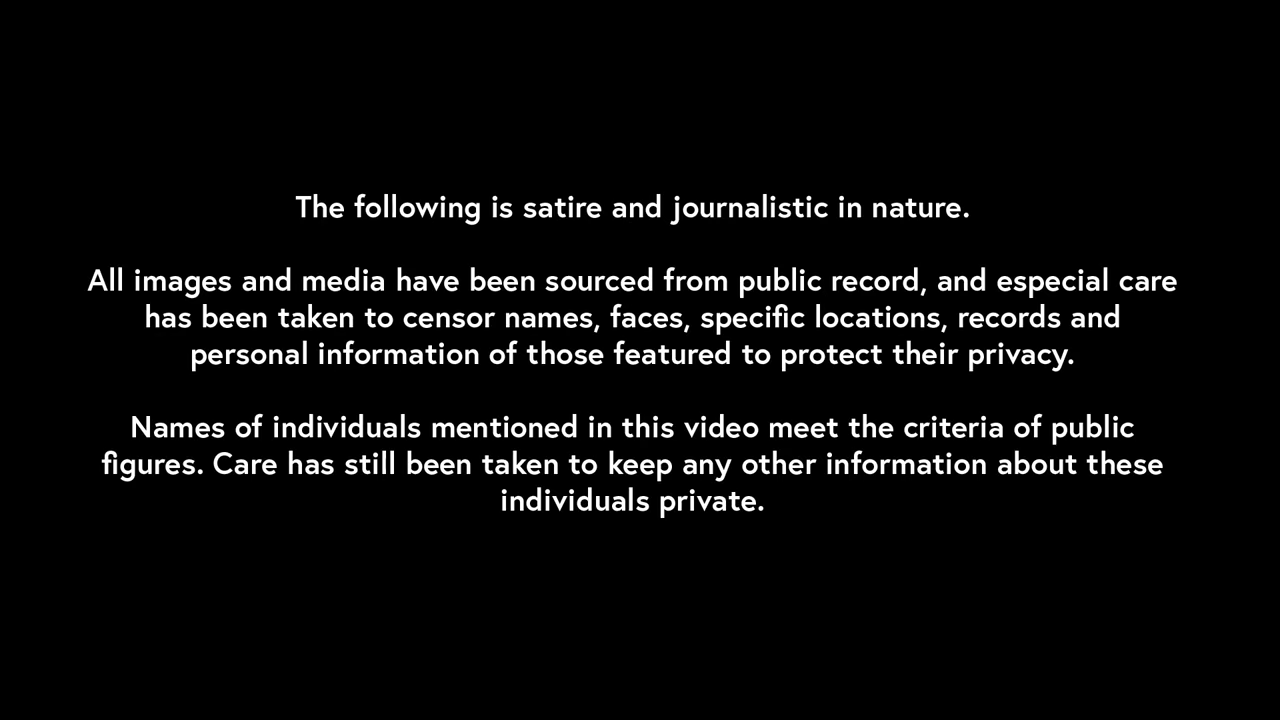 The following is satire and journalistic in nature.
All images and media have been sourced from public record, and especial care
has been taken to censor names, faces, specific locations, records and
personal information of those featured to protect their privacy.
Names of individuals mentioned in this video meet the criteria of public
figures. Care has still been taken to keep any other information about these
individuals private.